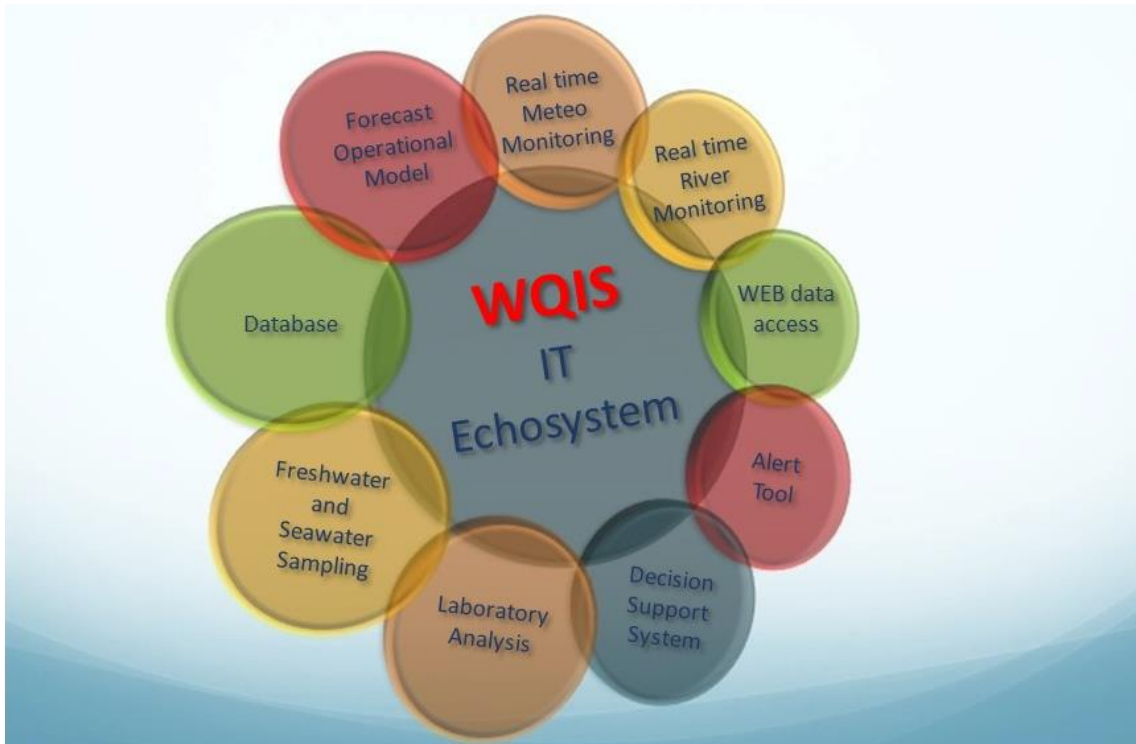 WQIS
IT
Echosystem
Real time
Meteo
Monitoring
Real time
River
Monitoring
WEB data
access
Alert
Tool
Decision
Support
System
Laboratory
Analysis
Freshwater
and
Seawater
Sampling
Database
Forecast
Operational
Model